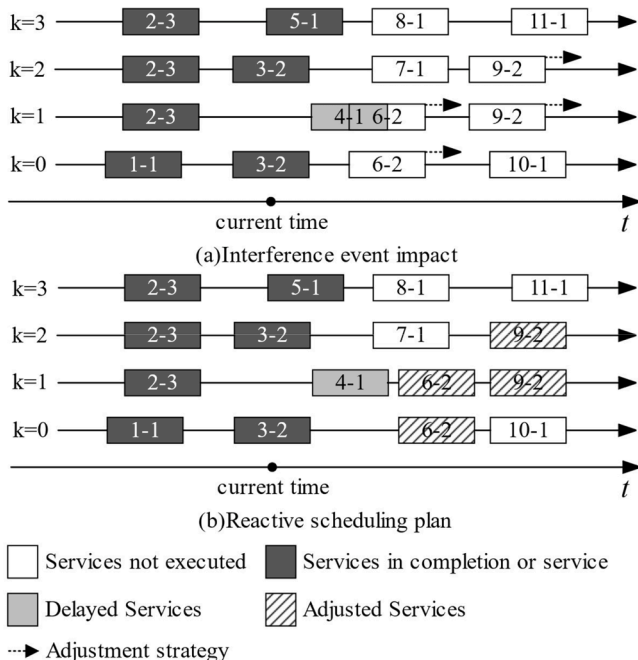 k=3 2-3 5-1 8-1 11-1
k=2 2-3 3-2 7-1 9-2
k=1 2-3 4-1 6-2 9-2
k=0 1-1 3-2 6-2 10-1
current time t
(a)Interference event impact
k=3 2-3 5-1 8-1 11-1
k=2 2-3 3-2 7-1 9-2
k=1 2-3 4-1 6-2 9-2
k=0 1-1 3-2 6-2 10-1
current time t
(b)Reactive scheduling plan
Services not executed Services in completion or service
Delayed Services Adjusted Services
Adjustment strategy